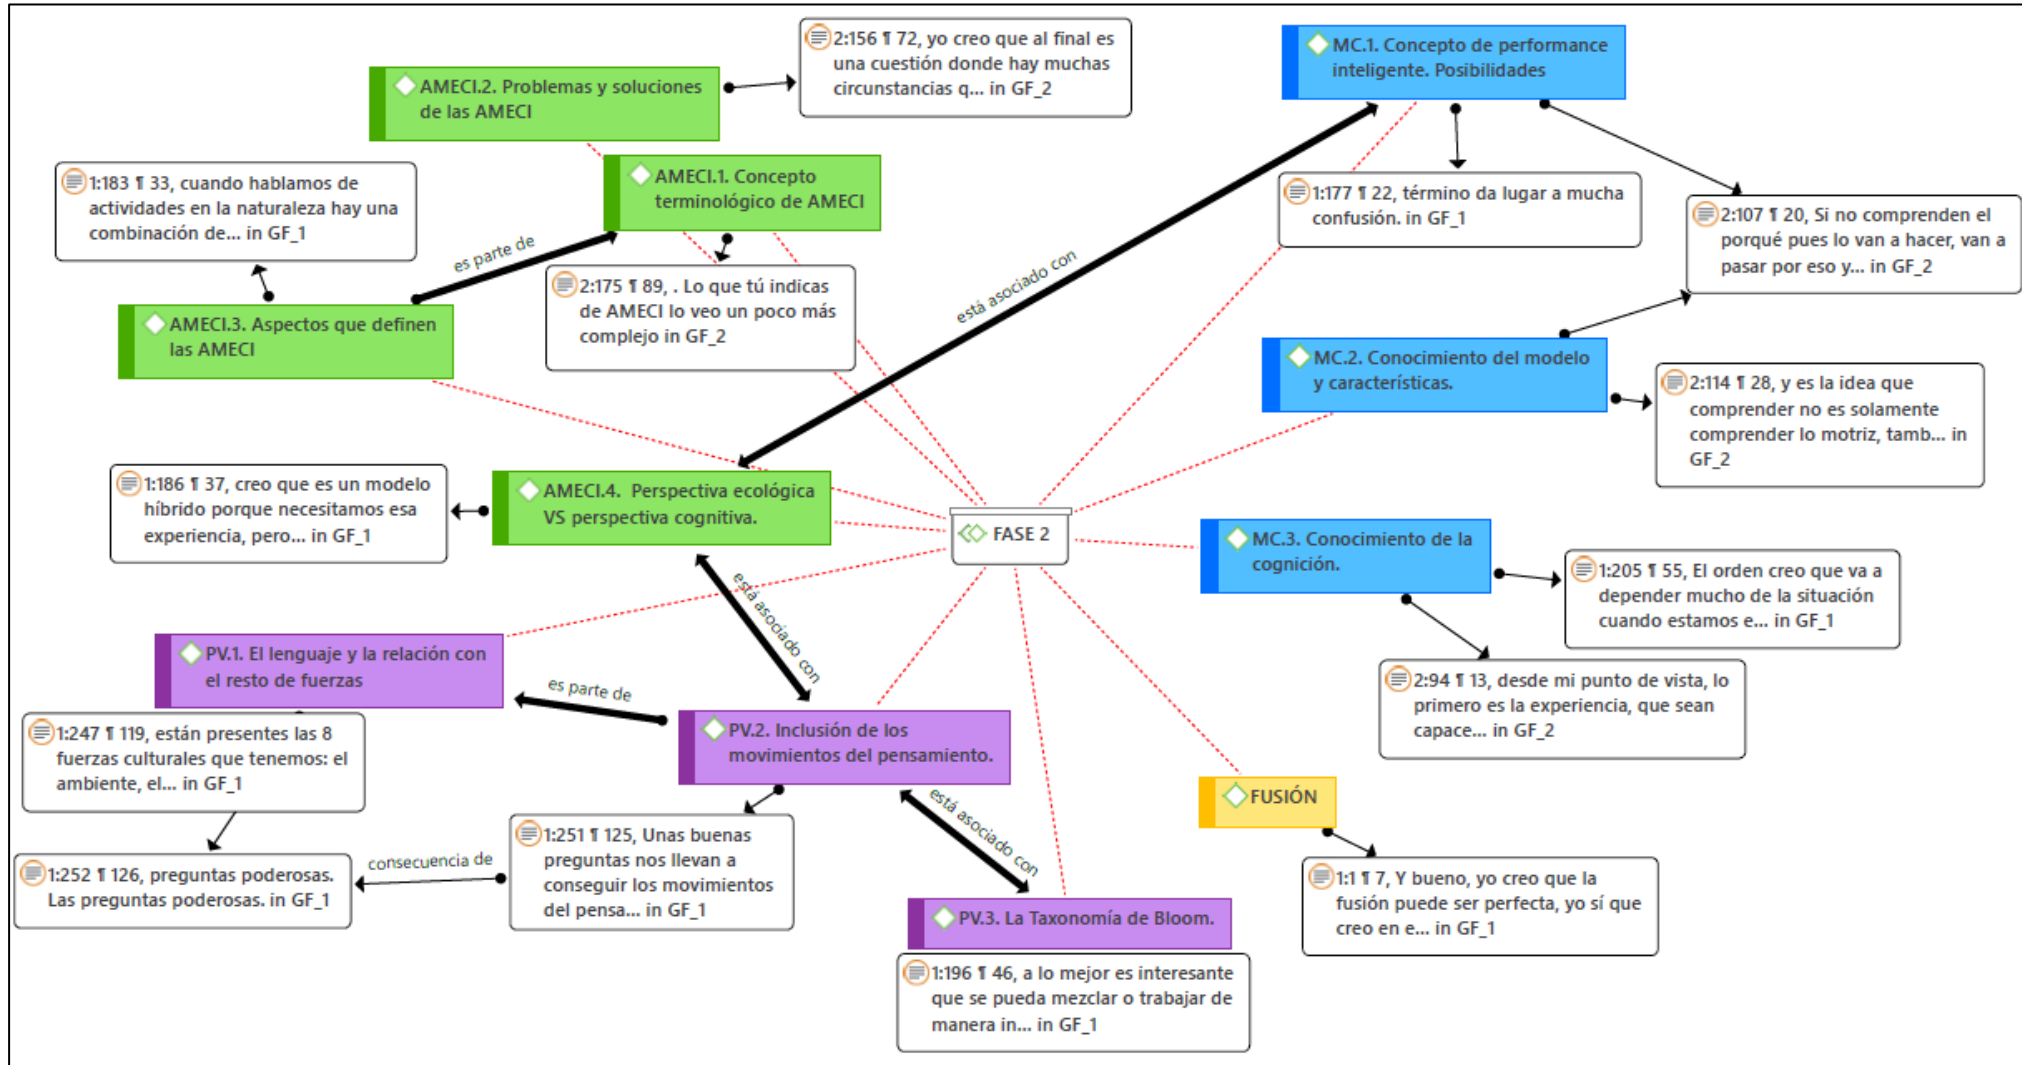 2:156 ¶ 72, yo creo que al final es
una cuestión donde hay muchas
circunstancias q... in GF_2
MC.1. Concepto de performance
inteligente. Posibilidades
AMECI.2. Problemas y soluciones
de las AMECI
1:183 ¶ 33, cuando hablamos de
actividades en la naturaleza hay una
combinación de... in GF_1
AMECI.1. Concepto
terminológico de AMECI
1:177 ¶ 22, término da lugar a mucha
confusión. in GF_1
2:107 ¶ 20, Si no comprenden el
porqué pues lo van a hacer, van a
pasar por eso y... in GF_2
es parte de
está asociado con
2:175 ¶ 89, . Lo que tú indicas
de AMECI lo veo un poco más
complejo in GF_2
AMECI.3. Aspectos que definen
las AMECI
MC.2. Conocimiento del modelo
y características.
2:114 ¶ 28, y es la idea que
comprender no es solamente
comprender lo motriz, tamb... in
GF_2
1:186 ¶ 37, creo que es un modelo
híbrido porque necesitamos esa
experiencia, pero... in GF_1
AMECI.4. Perspectiva ecológica
VS perspectiva cognitiva.
FASE 2
MC.3. Conocimiento de la
cognición.
1:205 ¶ 55, El orden creo que va a
depender mucho de la situación
cuando estamos e... in GF_1
está asociado con
PV.1. El lenguaje y la relación con
el resto de fuerzas
es parte de
2:94 ¶ 13, desde mi punto de vista, lo
primero es la experiencia, que sean
capace... in GF_2
1:247 ¶ 119, están presentes las 8
fuerzas culturales que tenemos: el
ambiente, el... in GF_1
PV.2. Inclusión de los
movimientos del pensamiento.
FUSIÓN
está asociado con
1:251 ¶ 125, Unas buenas
preguntas nos llevan a
conseguir los movimientos
del pensa... in GF_1
consecuencia de
1:252 ¶ 126, preguntas poderosas.
Las preguntas poderosas. in GF_1
1:1 ¶ 7, Y bueno, yo creo que la
fusión puede ser perfecta, yo sí que
creo en e... in GF_1
PV.3. La Taxonomía de Bloom.
1:196 ¶ 46, a lo mejor es interesante
que se pueda mezclar o trabajar de
manera in... in GF_1